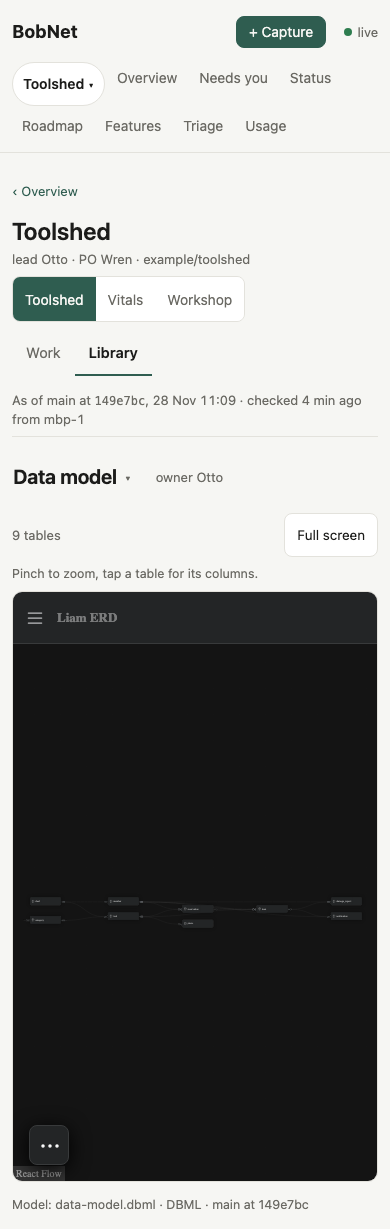 BobNet
+ Capture
live
Toolshed ▾
Overview
Needs you
Status
Roadmap
Features
Triage
Usage
‹ Overview
Toolshed
lead Otto · PO Wren · example/toolshed
Toolshed
Vitals
Workshop
Work
Library
As of main at 149e7bc, 28 Nov 11:09 · checked 4 min ago
from mbp-1
Data model ▾
owner Otto
9 tables
Full screen
Pinch to zoom, tap a table for its columns.
Liam ERD
React Flow
Model: data-model.dbml · DBML · main at 149e7bc